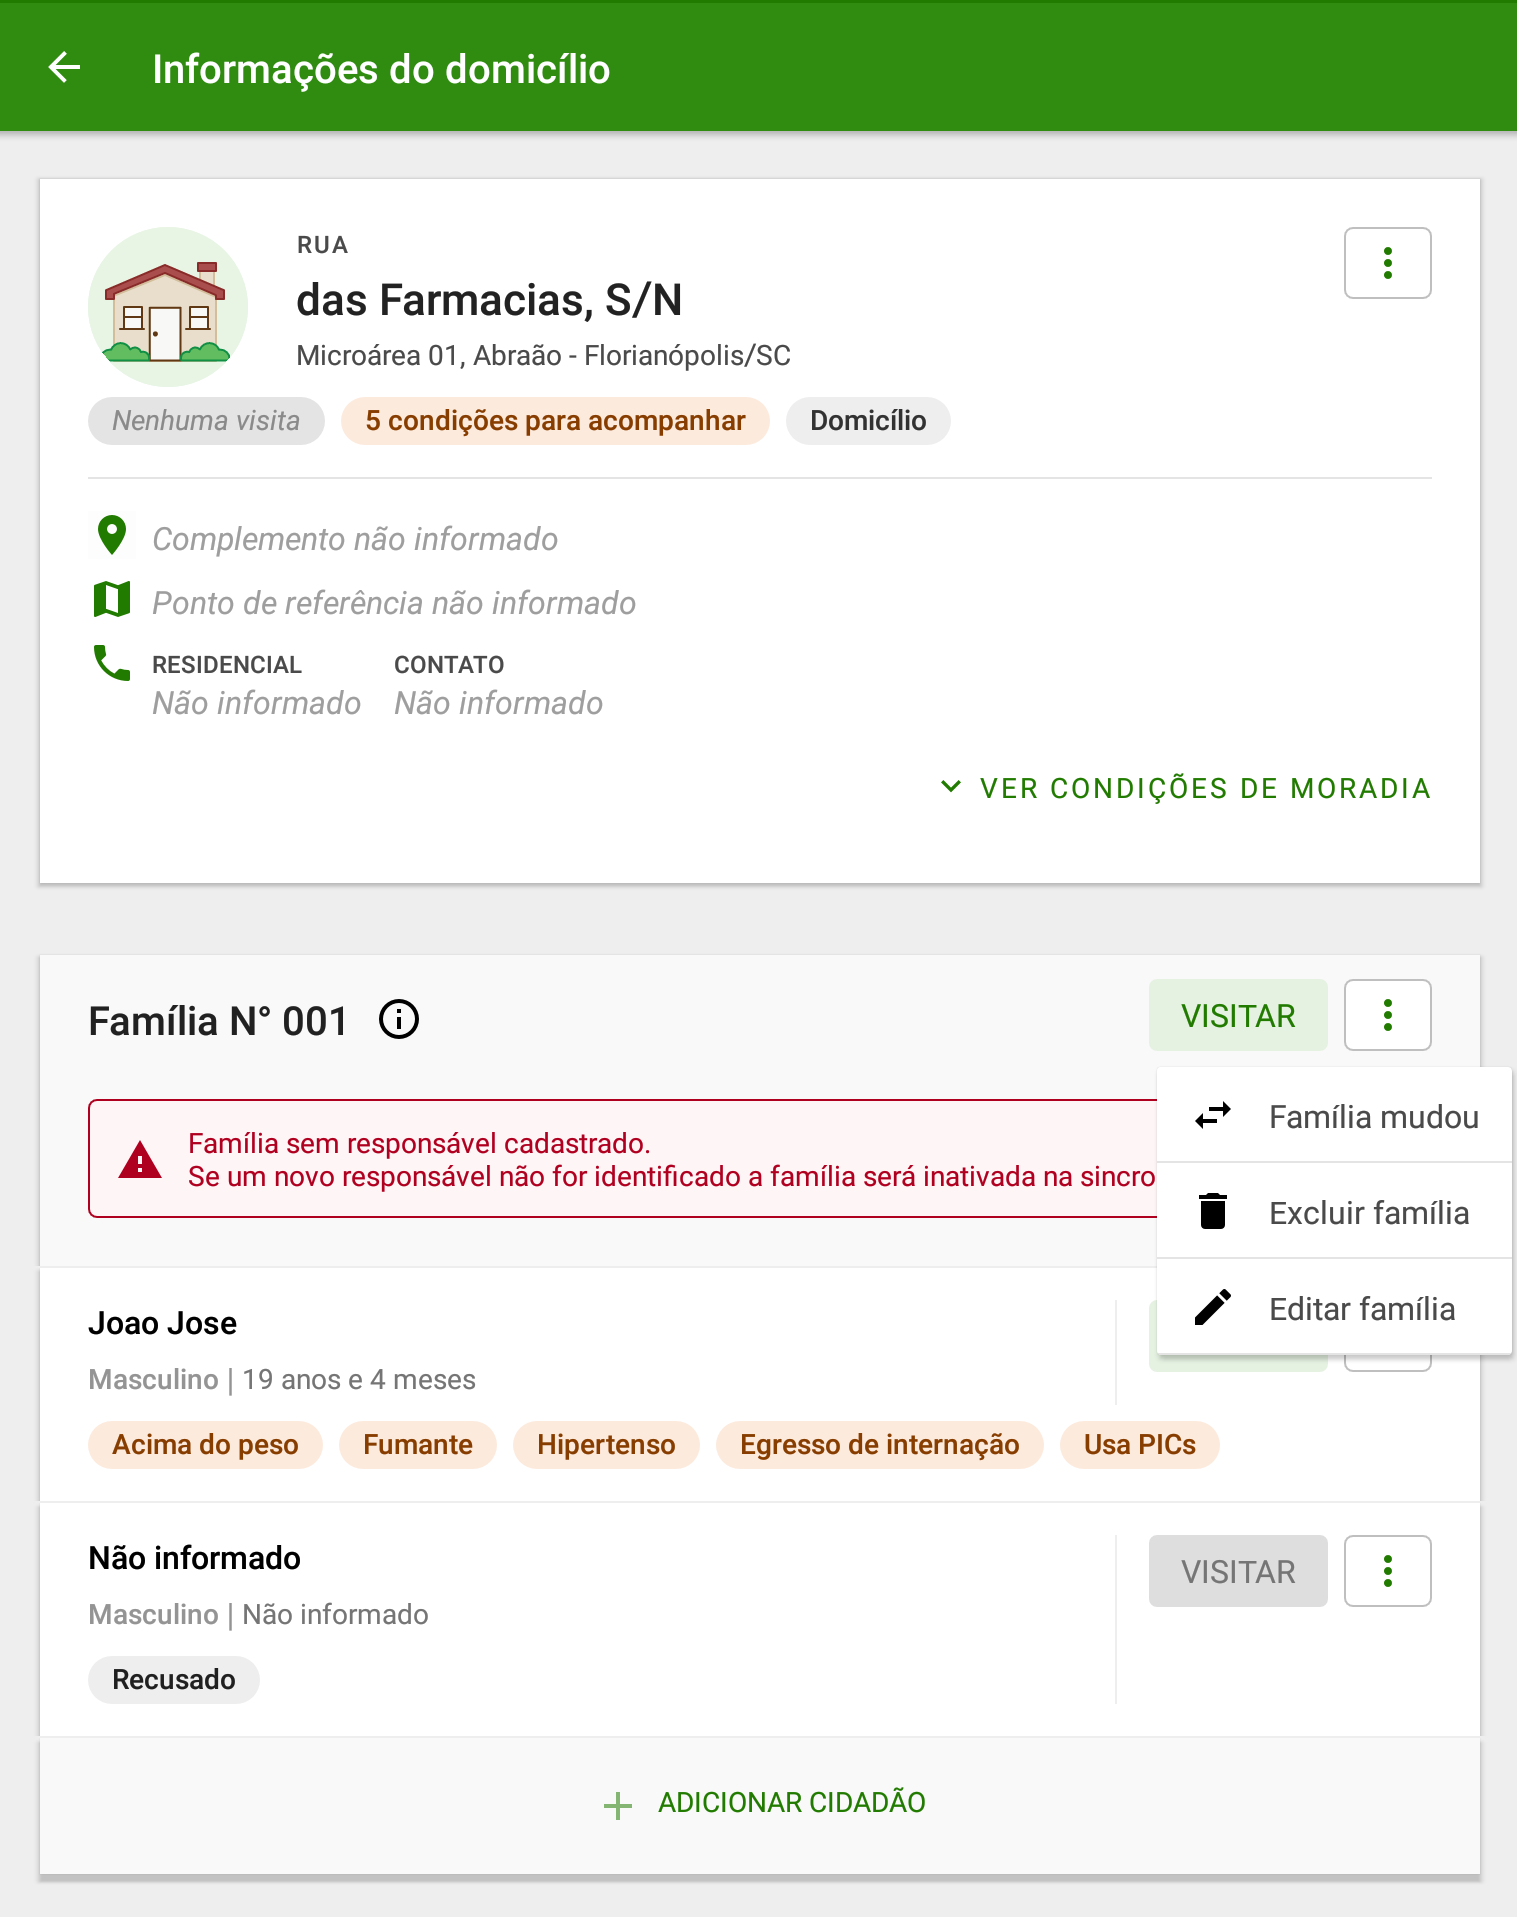 Informações do domicílio
RUA
das Farmacias, S/N
Microárea 01, Abraão - Florianópolis/SC
Nenhuma visita
5 condições para acompanhar
Domicílio
Complemento não informado
Ponto de referência não informado
RESIDENCIAL
CONTATO
Não informado
Não informado
VER CONDIÇÕES DE MORADIA
Família N° 001
VISITAR
Família sem responsável cadastrado.
Se um novo responsável não for identificado a família será inativada na sincro
Família mudou
Excluir família
Editar família
Joao Jose
Masculino | 19 anos e 4 meses
Acima do peso
Fumante
Hipertenso
Egresso de internação
Usa PICs
Não informado
VISITAR
Masculino | Não informado
Recusado
ADICIONAR CIDADÃO